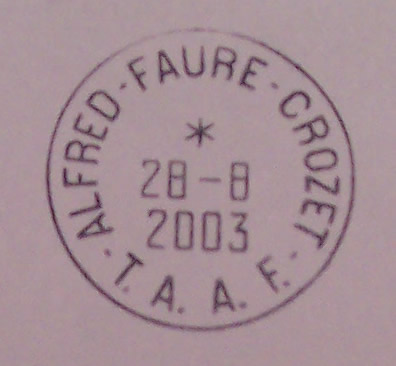 ALFRED-FAURE-CROZET
*
28-8
2003
-T.A.A.F.-